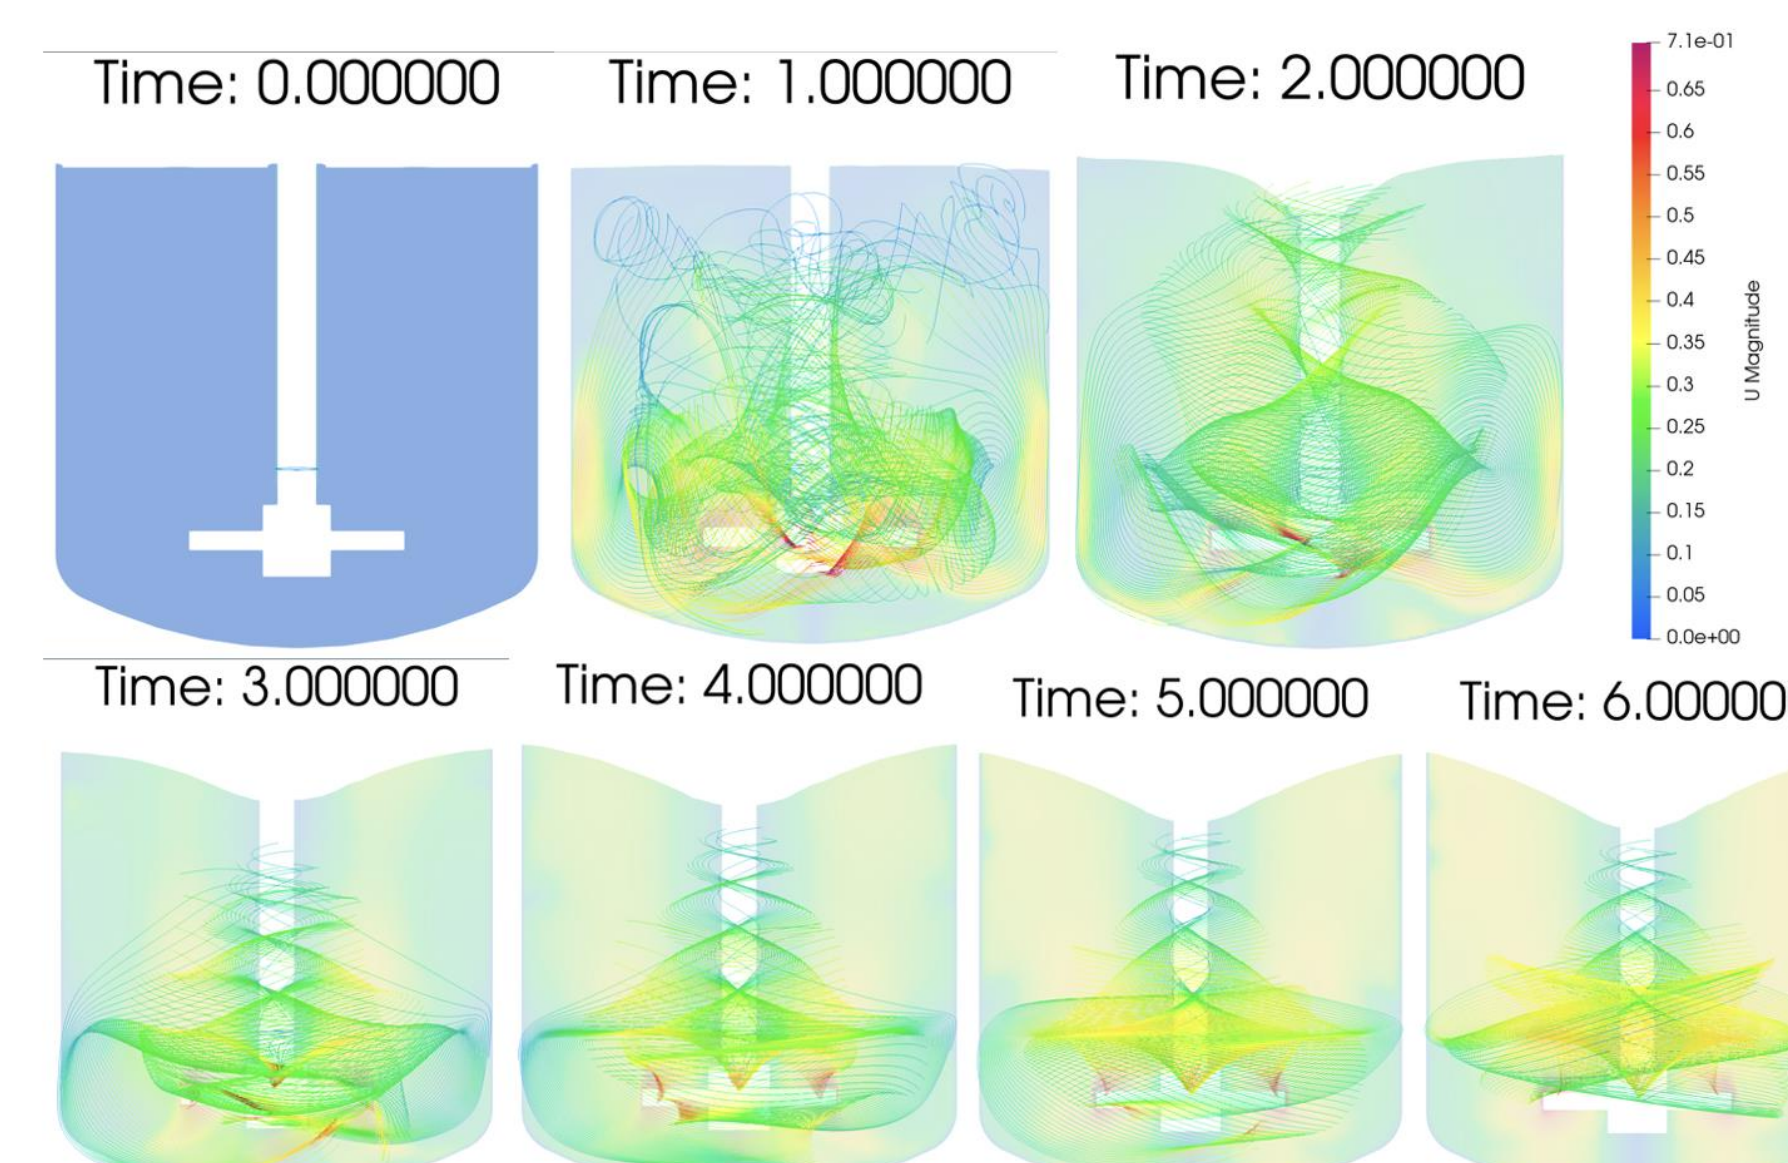 Time: 0.000000
Time: 1.000000
Time: 2.000000
7.1e-01
0.65
0.6
0.55
0.5
0.45
0.4
0.35
0.3
0.25
0.2
0.15
0.1
0.05
0.0e+00
U Magnitude
Time: 3.000000
Time: 4.000000
Time: 5.000000
Time: 6.00000